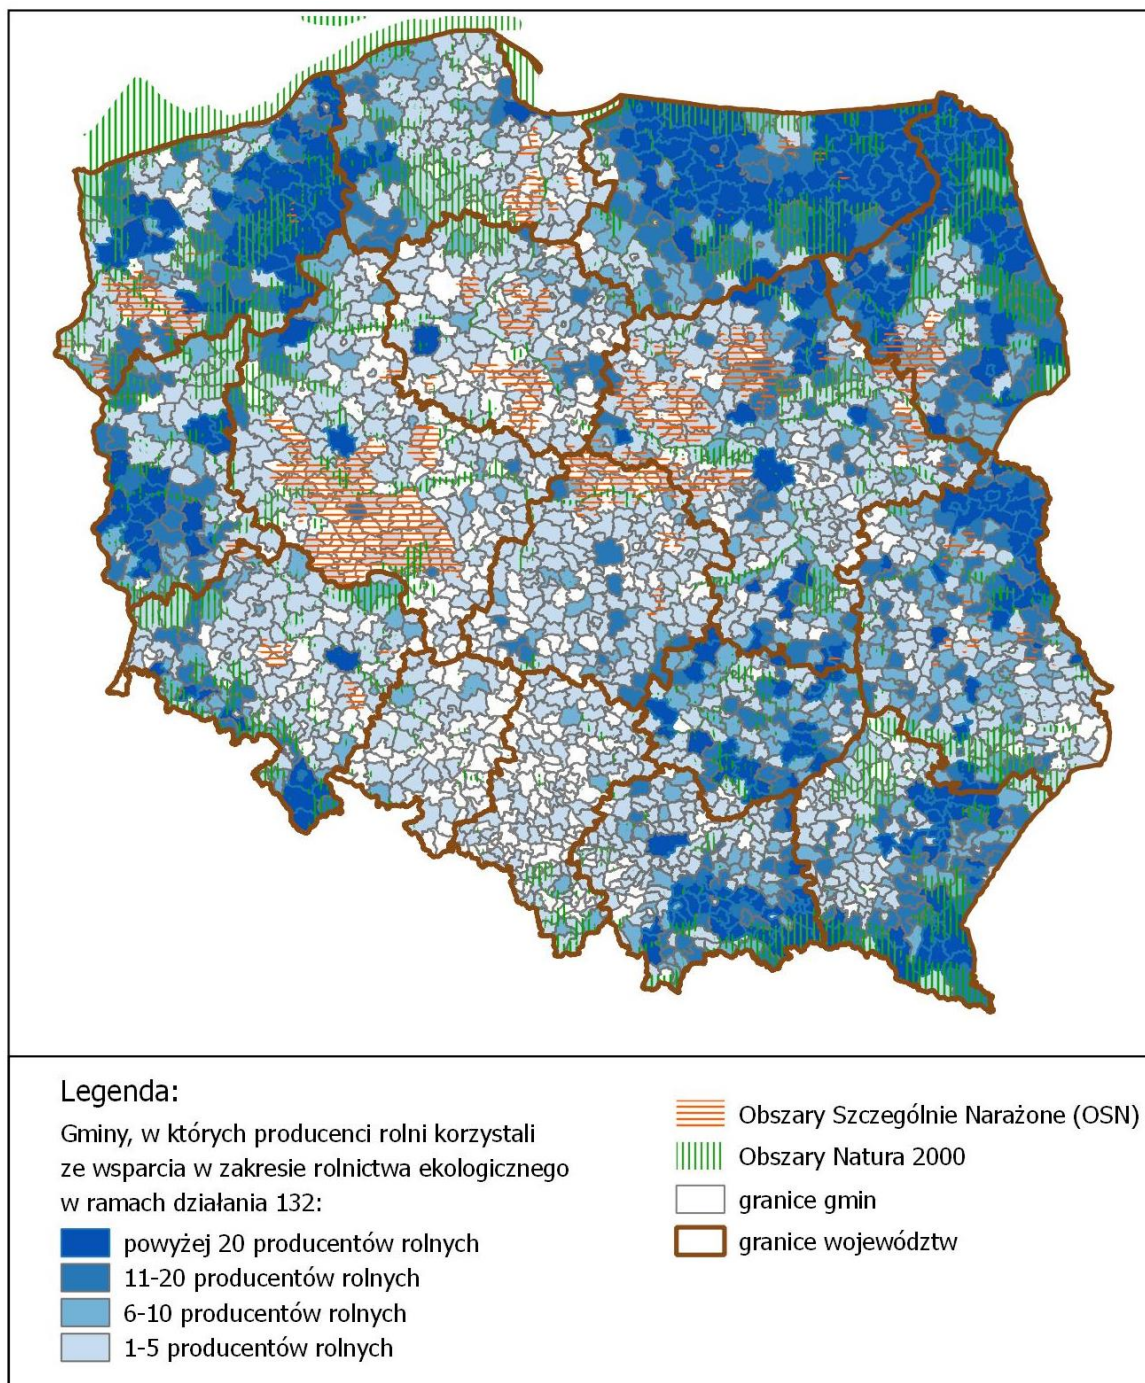 Legenda:
Gminy, w których producenci rolni korzystali
ze wsparcia w zakresie rolnictwa ekologicznego
w ramach działania 132:
powyżej 20 producentów rolnych
11-20 producentów rolnych
6-10 producentów rolnych
1-5 producentów rolnych
Obszary Szczególnie Narażone (OSN)
Obszary Natura 2000
granice gmin
granice województw